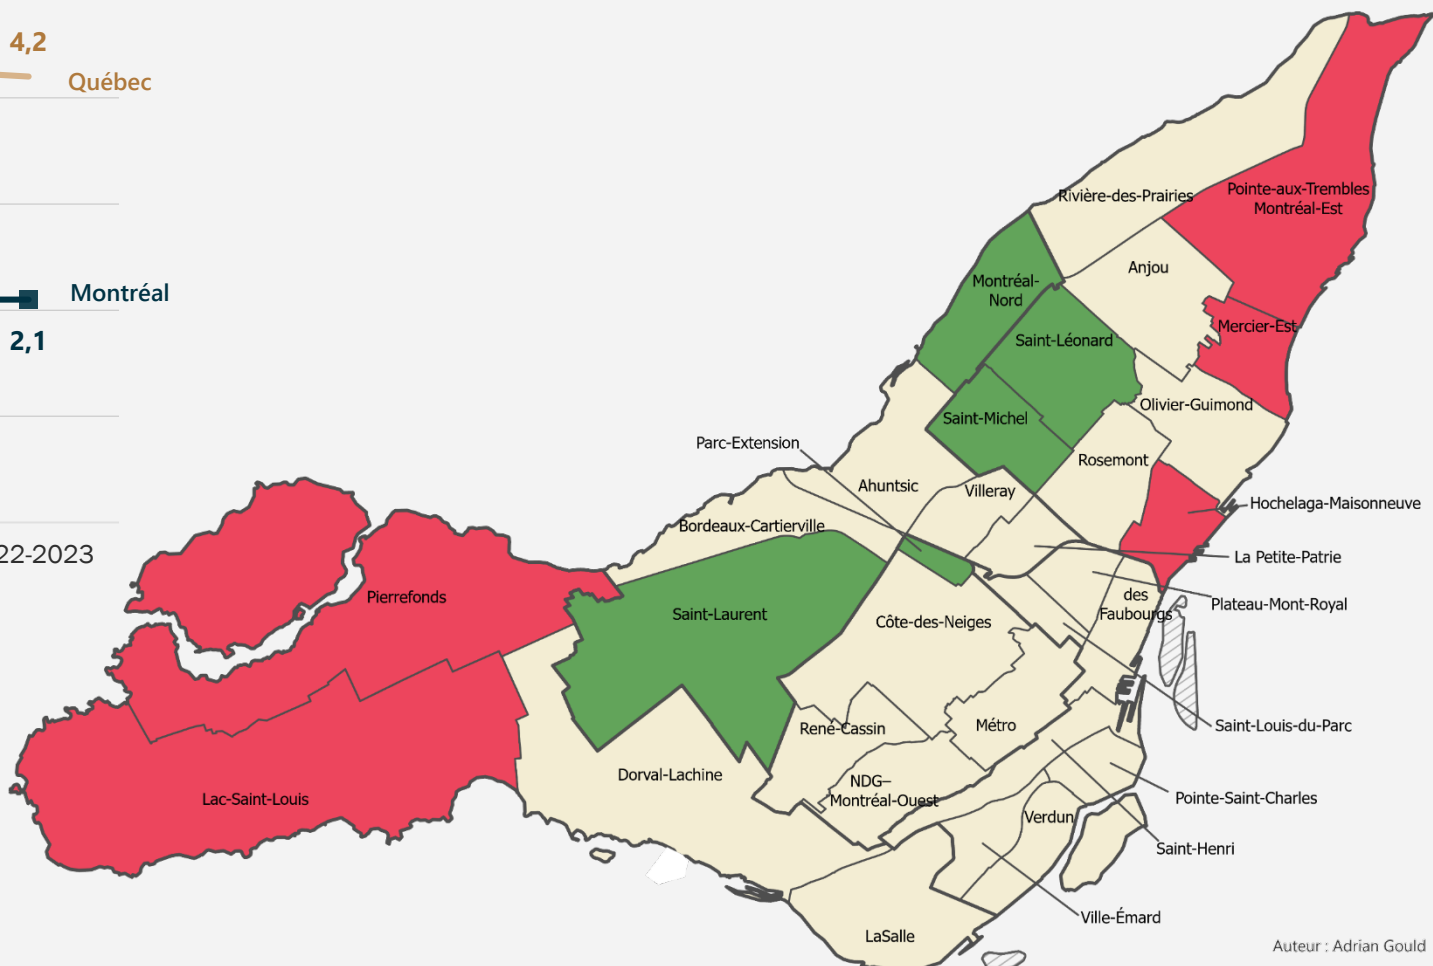 4,2
Québec
Montréal
2,1
22-2023
Rivière-des-Prairies
Pointe-aux-Trembles
Montréal-Est
Anjou
Montréal-
Nord
Mercier-Est
Saint-Léonard
Olivier-Guimond
Saint-Michel
Parc-Extension
Rosemont
Ahuntsic
Villeray
Hochelaga-Maisonneuve
Bordeaux-Cartierville
La Petite-Patrie
Pierrefonds
des
Faubourgs
Plateau-Mont-Royal
Saint-Laurent
Côte-des-Neiges
Saint-Louis-du-Parc
René-Cassin
Métro
Dorval-Lachine
NDG–
Montréal-Ouest
Lac-Saint-Louis
Pointe-Saint-Charles
Verdun
Saint-Henri
Ville-Émard
LaSalle
Auteur : Adrian Gould